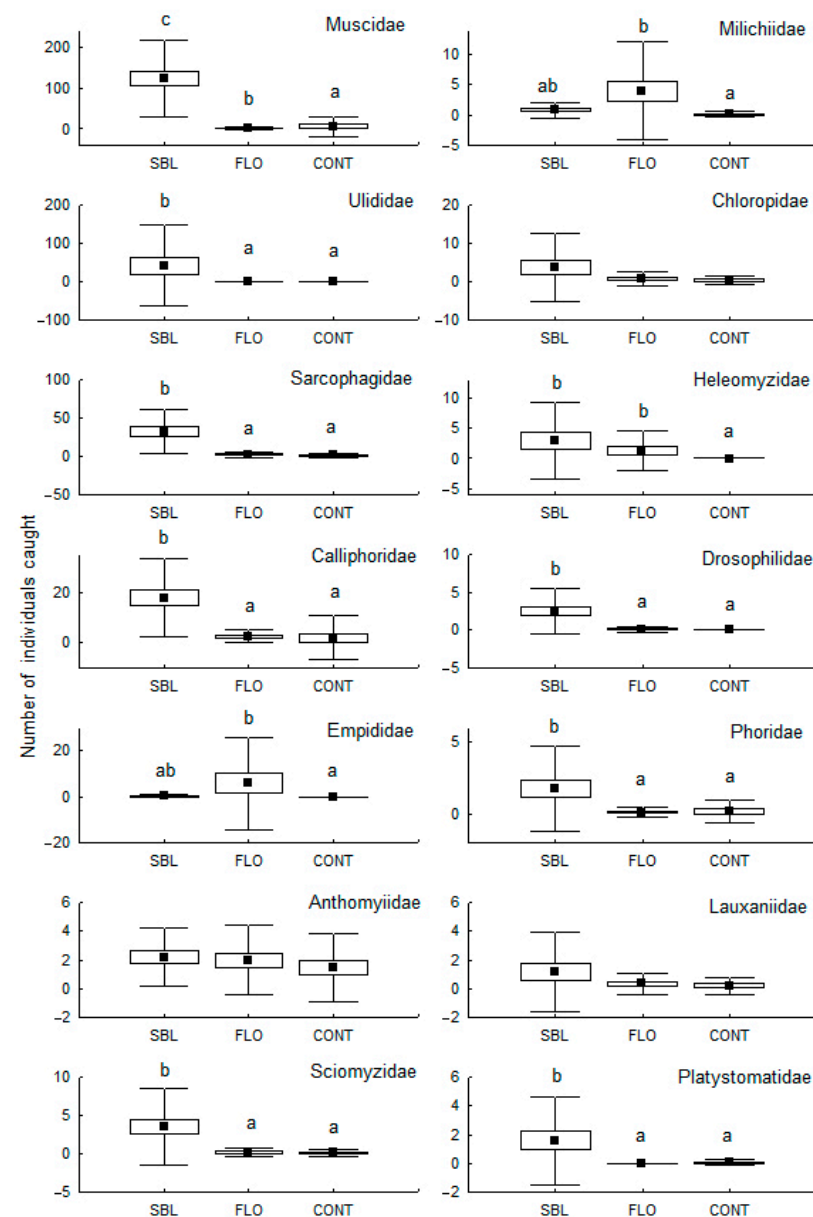 Number of individuals caught
Muscidae
c
b
a
200
100
0
SBL FLO CONT
Milichiidae
ab
b
a
10
5
0
−5
SBL FLO CONT
Ulididae
b
a
a
200
100
0
−100
SBL FLO CONT
Chloropidae
20
10
0
−10
SBL FLO CONT
Sarcophagidae
b
a
a
100
50
0
−50
SBL FLO CONT
Heleomyzidae
b
b
a
10
5
0
−5
SBL FLO CONT
Calliphoridae
b
a
a
20
0
SBL FLO CONT
Drosophilidae
b
a
a
10
5
0
−5
SBL FLO CONT
Empididae
ab
b
a
20
0
−20
SBL FLO CONT
Phoridae
b
a
a
5
0
SBL FLO CONT
Anthomyiidae
6
4
2
0
−2
SBL FLO CONT
Lauxaniidae
6
4
2
0
−2
SBL FLO CONT
Sciomyzidae
b
a
a
10
5
0
−5
SBL FLO CONT
Platystomatidae
b
a
a
6
4
2
0
−2
SBL FLO CONT